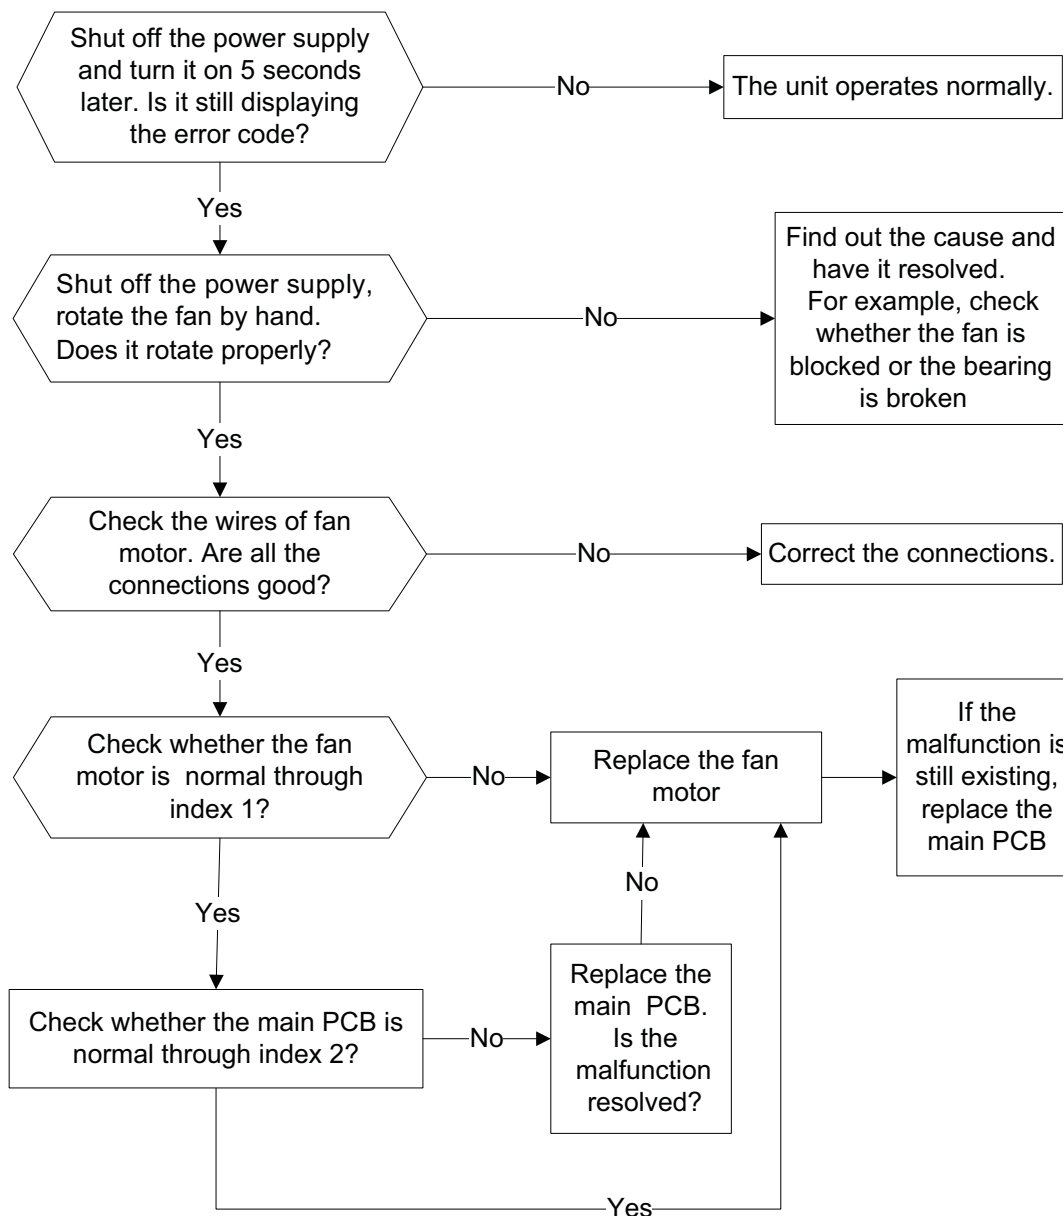 Shut off the power supply
and turn it on 5 seconds
later. Is it still displaying
the error code?
No
The unit operates normally.
Yes
Shut off the power supply,
rotate the fan by hand.
Does it rotate properly?
No
Find out the cause and
have it resolved.
For example, check
whether the fan is
blocked or the bearing
is broken
Yes
Check the wires of fan
motor. Are all the
connections good?
No
Correct the connections.
Yes
Check whether the fan
motor is normal through
index 1?
No
Replace the fan
motor
If the
malfunction is
still existing,
replace the
main PCB
Yes
No
Check whether the main PCB is
normal through index 2?
No
Replace the
main PCB.
Is the
malfunction
resolved?
Yes